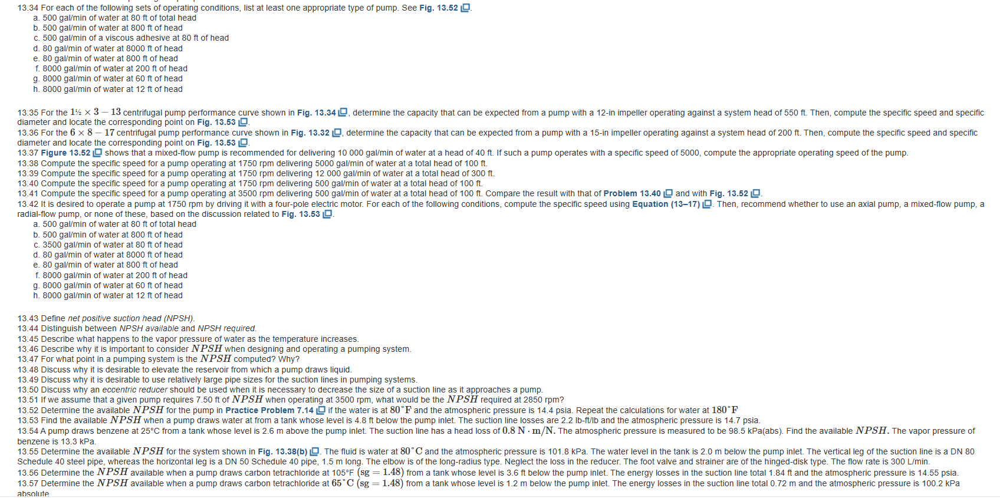 13.34 For each of the following sets of operating conditions, list at least one appropriate type of pump. See Fig. 13.52.
a. 500 gal/min of water at 80 ft of total head
b. 500 gal/min of water at 800 ft of head
c. 500 gal/min of a viscous adhesive at 80 ft of head
d. 80 gal/min of water at 8000 ft of head
e. 80 gal/min of water at 800 ft of head
f. 8000 gal/min of water at 200 ft of head
g. 8000 gal/min of water at 60 ft of head
h. 8000 gal/min of water at 12 ft of head
13.35 For the 1½ × 3 − 13 centrifugal pump performance curve shown in Fig. 13.34, determine the capacity that can be expected from a pump with a 12-in impeller operating against a system head of 550 ft. Then, compute the specific speed and specific
diameter and locate the corresponding point on Fig. 13.53.
13.36 For the 6 × 8 − 17 centrifugal pump performance curve shown in Fig. 13.32, determine the capacity that can be expected from a pump with a 15-in impeller operating against a system head of 200 ft. Then, compute the specific speed and specific
diameter and locate the corresponding point on Fig. 13.53.
13.37 Figure 13.52 shows that a mixed-flow pump is recommended for delivering 10 000 gal/min of water at a head of 40 ft. If such a pump operates with a specific speed of 5000, compute the appropriate operating speed of the pump.
13.38 Compute the specific speed for a pump operating at 1750 rpm delivering 5000 gal/min of water at a total head of 100 ft.
13.39 Compute the specific speed for a pump operating at 1750 rpm delivering 12 000 gal/min of water at a total head of 300 ft.
13.40 Compute the specific speed for a pump operating at 1750 rpm delivering 500 gal/min of water at a total head of 100 ft.
13.41 Compute the specific speed for a pump operating at 3500 rpm delivering 500 gal/min of water at a total head of 100 ft. Compare the result with that of Problem 13.40 and with Fig. 13.52.
13.42 It is desired to operate a pump at 1750 rpm by driving it with a four-pole electric motor. For each of the following conditions, compute the specific speed using Equation (13–17). Then, recommend whether to use an axial pump, a mixed-flow pump, a
radial-flow pump, or none of these, based on the discussion related to Fig. 13.53.
a. 500 gal/min of water at 80 ft of total head
b. 500 gal/min of water at 800 ft of head
c. 3500 gal/min of water at 80 ft of head
d. 80 gal/min of water at 8000 ft of head
e. 80 gal/min of water at 800 ft of head
f. 8000 gal/min of water at 200 ft of head
g. 8000 gal/min of water at 60 ft of head
h. 8000 gal/min of water at 12 ft of head
13.43 Define net positive suction head (NPSH).
13.44 Distinguish between NPSH available and NPSH required.
13.45 Describe what happens to the vapor pressure of water as the temperature increases.
13.46 Describe why it is important to consider NPSH when designing and operating a pumping system.
13.47 For what point in a pumping system is the NPSH computed? Why?
13.48 Discuss why it is desirable to elevate the reservoir from which a pump draws liquid.
13.49 Discuss why it is desirable to use relatively large pipe sizes for the suction lines in pumping systems.
13.50 Discuss why an eccentric reducer should be used when it is necessary to decrease the size of a suction line as it approaches a pump.
13.51 If we assume that a given pump requires 7.50 ft of NPSH when operating at 3500 rpm, what would be the NPSH required at 2850 rpm?
13.52 Determine the available NPSH for the pump in Practice Problem 7.14 if the water is at 80°F and the atmospheric pressure is 14.4 psia. Repeat the calculations for water at 180°F
13.53 Find the available NPSH when a pump draws water at from a tank whose level is 4.8 ft below the pump inlet. The suction line losses are 2.2 lb-ft/lb and the atmospheric pressure is 14.7 psia.
13.54 A pump draws benzene at 25°C from a tank whose level is 2.6 m above the pump inlet. The suction line has a head loss of 0.8 N · m/N. The atmospheric pressure is measured to be 98.5 kPa(abs). Find the available NPSH. The vapor pressure of
benzene is 13.3 kPa.
13.55 Determine the available NPSH for the system shown in Fig. 13.38(b). The fluid is water at 80°C and the atmospheric pressure is 101.8 kPa. The water level in the tank is 2.0 m below the pump inlet. The vertical leg of the suction line is a DN 80
Schedule 40 steel pipe, whereas the horizontal leg is a DN 50 Schedule 40 pipe, 1.5 m long. The elbow is of the long-radius type. Neglect the loss in the reducer. The foot valve and strainer are of the hinged-disk type. The flow rate is 300 L/min.
13.56 Determine the NPSH available when a pump draws carbon tetrachloride at 105°F (sg = 1.48) from a tank whose level is 3.6 ft below the pump inlet. The energy losses in the suction line total 1.84 ft and the atmospheric pressure is 14.55 psia.
13.57 Determine the NPSH available when a pump draws carbon tetrachloride at 65°C (sg = 1.48) from a tank whose level is 1.2 m below the pump inlet. The energy losses in the suction line total 0.72 m and the atmospheric pressure is 100.2 kPa
absolute